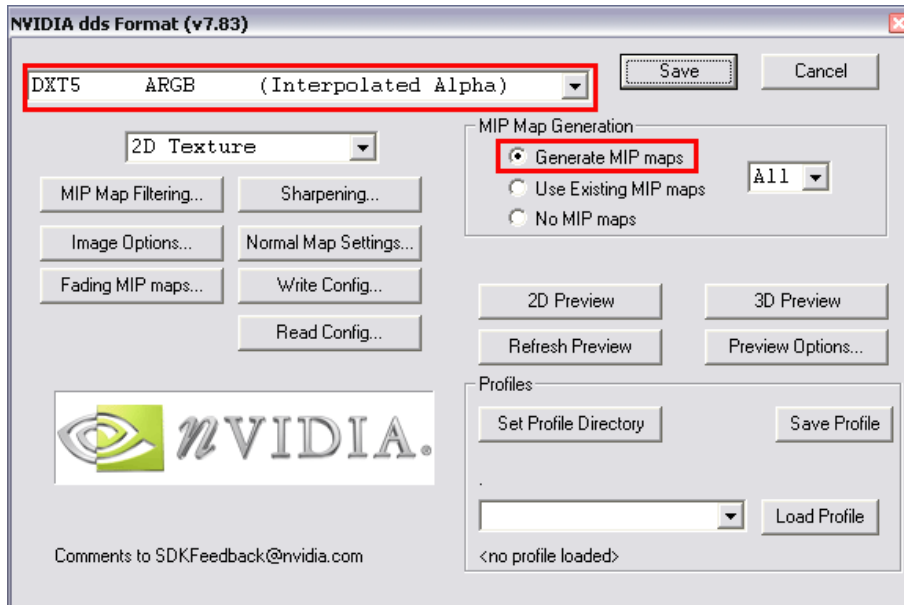 NVIDIA dds Format (v7.83)
DXT5 ARGB (Interpolated Alpha)
Save
Cancel
2D Texture
MIP Map Generation
Generate MIP maps
Use Existing MIP maps
No MIP maps
All
MIP Map Filtering...
Sharpening...
Image Options...
Normal Map Settings...
Fading MIP maps...
Write Config...
Read Config...
2D Preview
3D Preview
Refresh Preview
Preview Options...
Profiles
Set Profile Directory
Save Profile
.
Load Profile
<no profile loaded>
nVIDIA.
Comments to SDKFeedback@nvidia.com